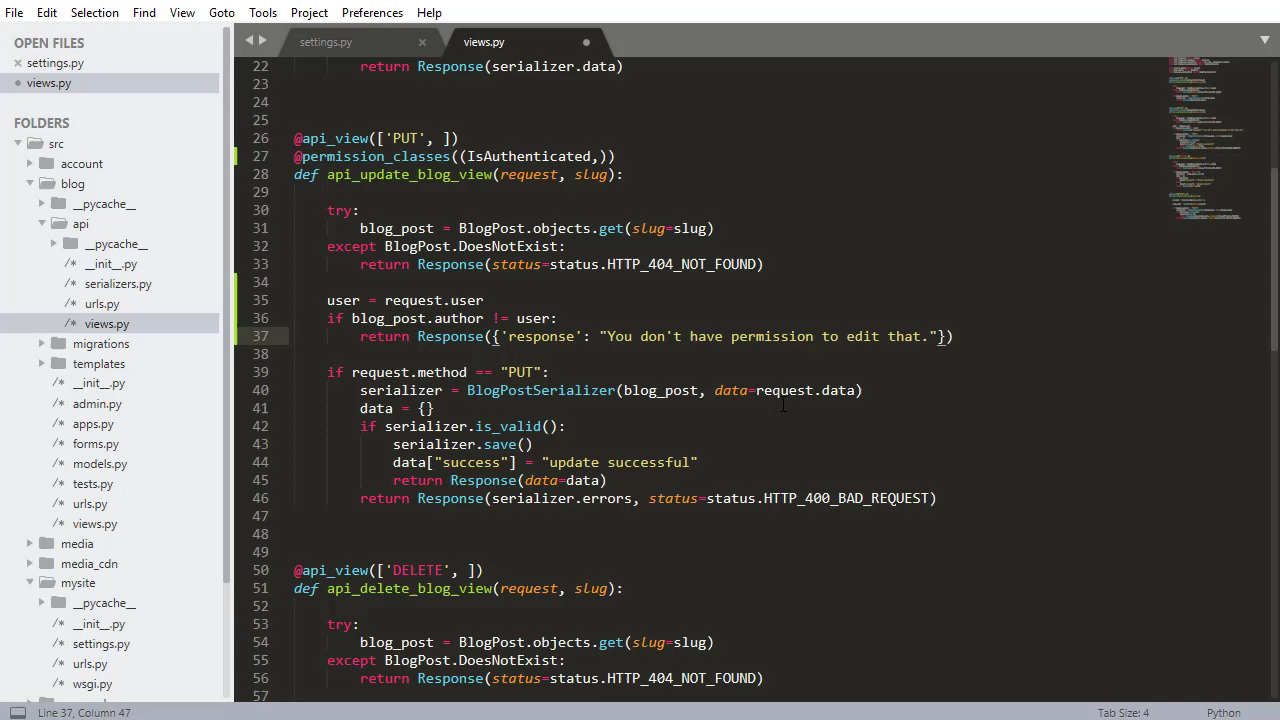 File Edit Selection Find View Goto Tools Project Preferences Help
OPEN FILES
settings.py
views.py
FOLDERS
src
account
blog
__pycache__
api
__pycache__
/* __init__.py
/* serializers.py
/* urls.py
/* views.py
migrations
templates
/* __init__.py
/* admin.py
/* apps.py
/* forms.py
/* models.py
/* tests.py
/* urls.py
/* views.py
media
media_cdn
mysite
__pycache__
/* __init__.py
/* settings.py
/* urls.py
/* wsgi.py
settings.py views.py
22 return Response(serializer.data)
23
24
25
26 @api_view(['PUT', ])
27 @permission_classes((IsAuthenticated,))
28 def api_update_blog_view(request, slug):
29
30 try:
31 blog_post = BlogPost.objects.get(slug=slug)
32 except BlogPost.DoesNotExist:
33 return Response(status=status.HTTP_404_NOT_FOUND)
34
35 user = request.user
36 if blog_post.author != user:
37 return Response({'response': "You don't have permission to edit that."})
38
39 if request.method == "PUT":
40 serializer = BlogPostSerializer(blog_post, data=request.data)
41 data = {}
42 if serializer.is_valid():
43 serializer.save()
44 data["success"] = "update successful"
45 return Response(data=data)
46 return Response(serializer.errors, status=status.HTTP_400_BAD_REQUEST)
47
48
49
50 @api_view(['DELETE', ])
51 def api_delete_blog_view(request, slug):
52
53 try:
54 blog_post = BlogPost.objects.get(slug=slug)
55 except BlogPost.DoesNotExist:
56 return Response(status=status.HTTP_404_NOT_FOUND)
57
Line 37, Column 47 Tab Size: 4 Python